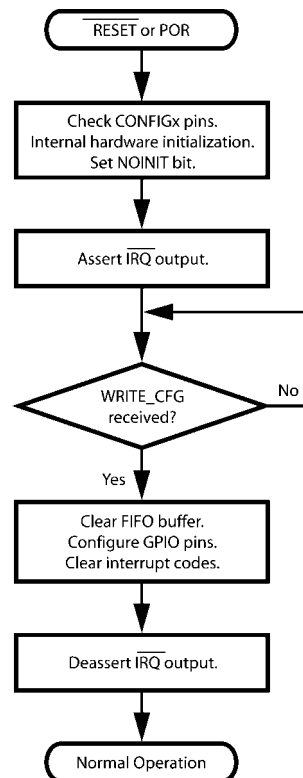 RESET or POR
Check CONFIGx pins.
Internal hardware initialization.
Set NOINIT bit.
Assert IRQ output.
WRITE_CFG
received?
No
Yes
Clear FIFO buffer.
Configure GPIO pins.
Clear interrupt codes.
Deassert IRQ output.
Normal Operation